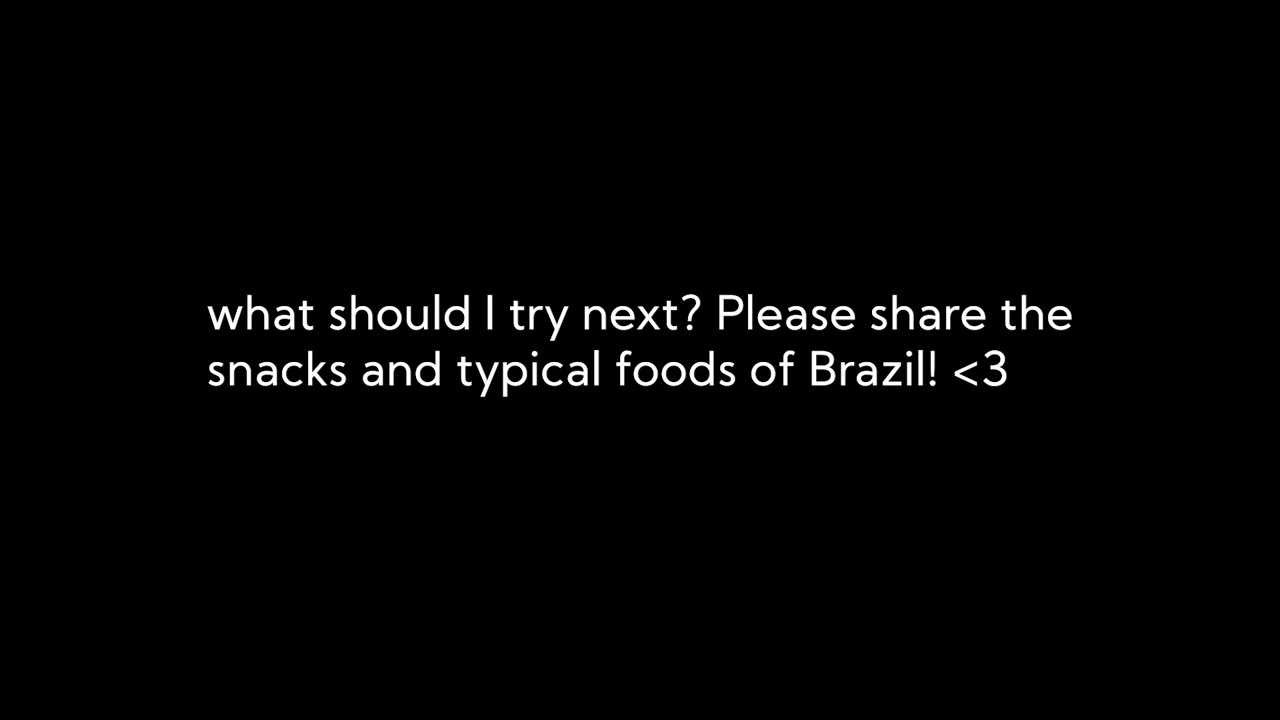 what should I try next? Please share the
snacks and typical foods of Brazil! <3